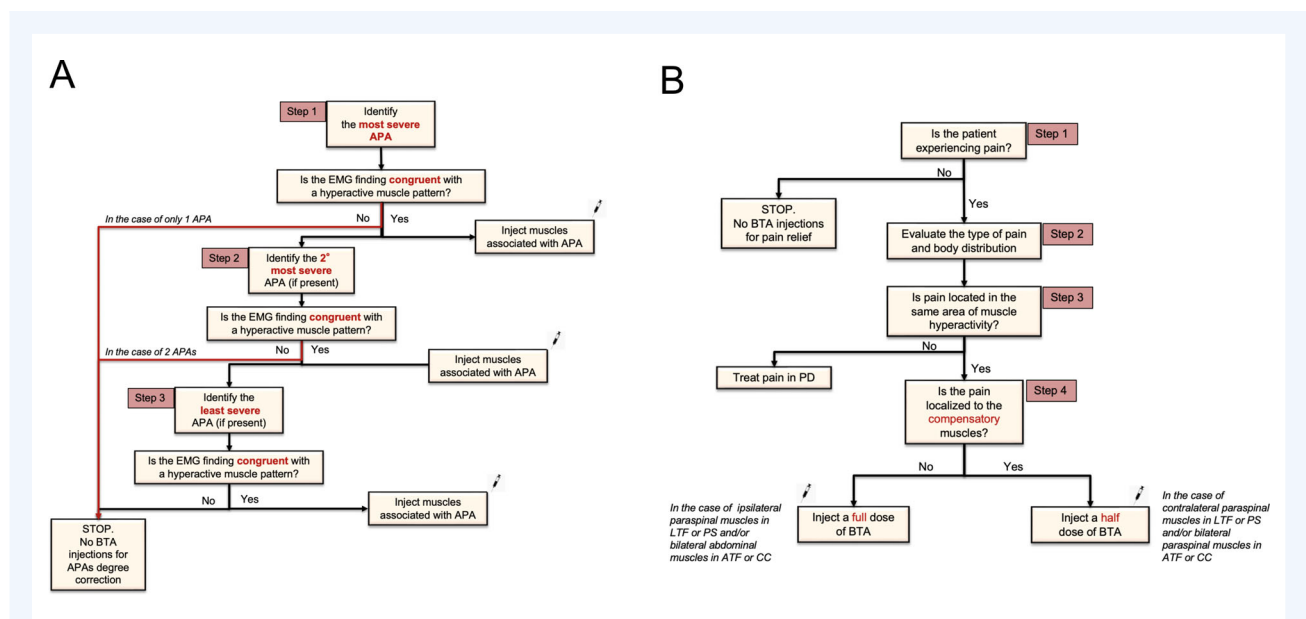 A
Step 1
Identify
the most severe
APA
Is the EMG finding congruent with
a hyperactive muscle pattern?
In the case of only 1 APA
No
Yes
Inject muscles
associated with APA
Step 2
Identify the 2°
most severe
APA (if present)
Is the EMG finding congruent with
a hyperactive muscle pattern?
In the case of 2 APAs
No
Yes
Inject muscles
associated with APA
Step 3
Identify the
least severe
APA (if present)
Is the EMG finding congruent with
a hyperactive muscle pattern?
No
Yes
Inject muscles
associated with APA
STOP.
No BTA
injections for
APAs degree
correction
B
Is the patient
experiencing pain?
Step 1
No
Yes
STOP.
No BTA injections
for pain relief
Evaluate the type of pain
and body distribution
Step 2
Is pain located in the
same area of muscle
hyperactivity?
Step 3
No
Yes
Treat pain in PD
Is the pain
localized to the
compensatory
muscles?
Step 4
No
Yes
In the case of ipsilateral
paraspinal muscles in
LTF or PS and/or
bilateral abdominal
muscles in ATF or CC
Inject a full dose
of BTA
Inject a half
dose of BTA
In the case of
contralateral paraspinal
muscles in LTF or PS
and/or bilateral
paraspinal muscles in
ATF or CC